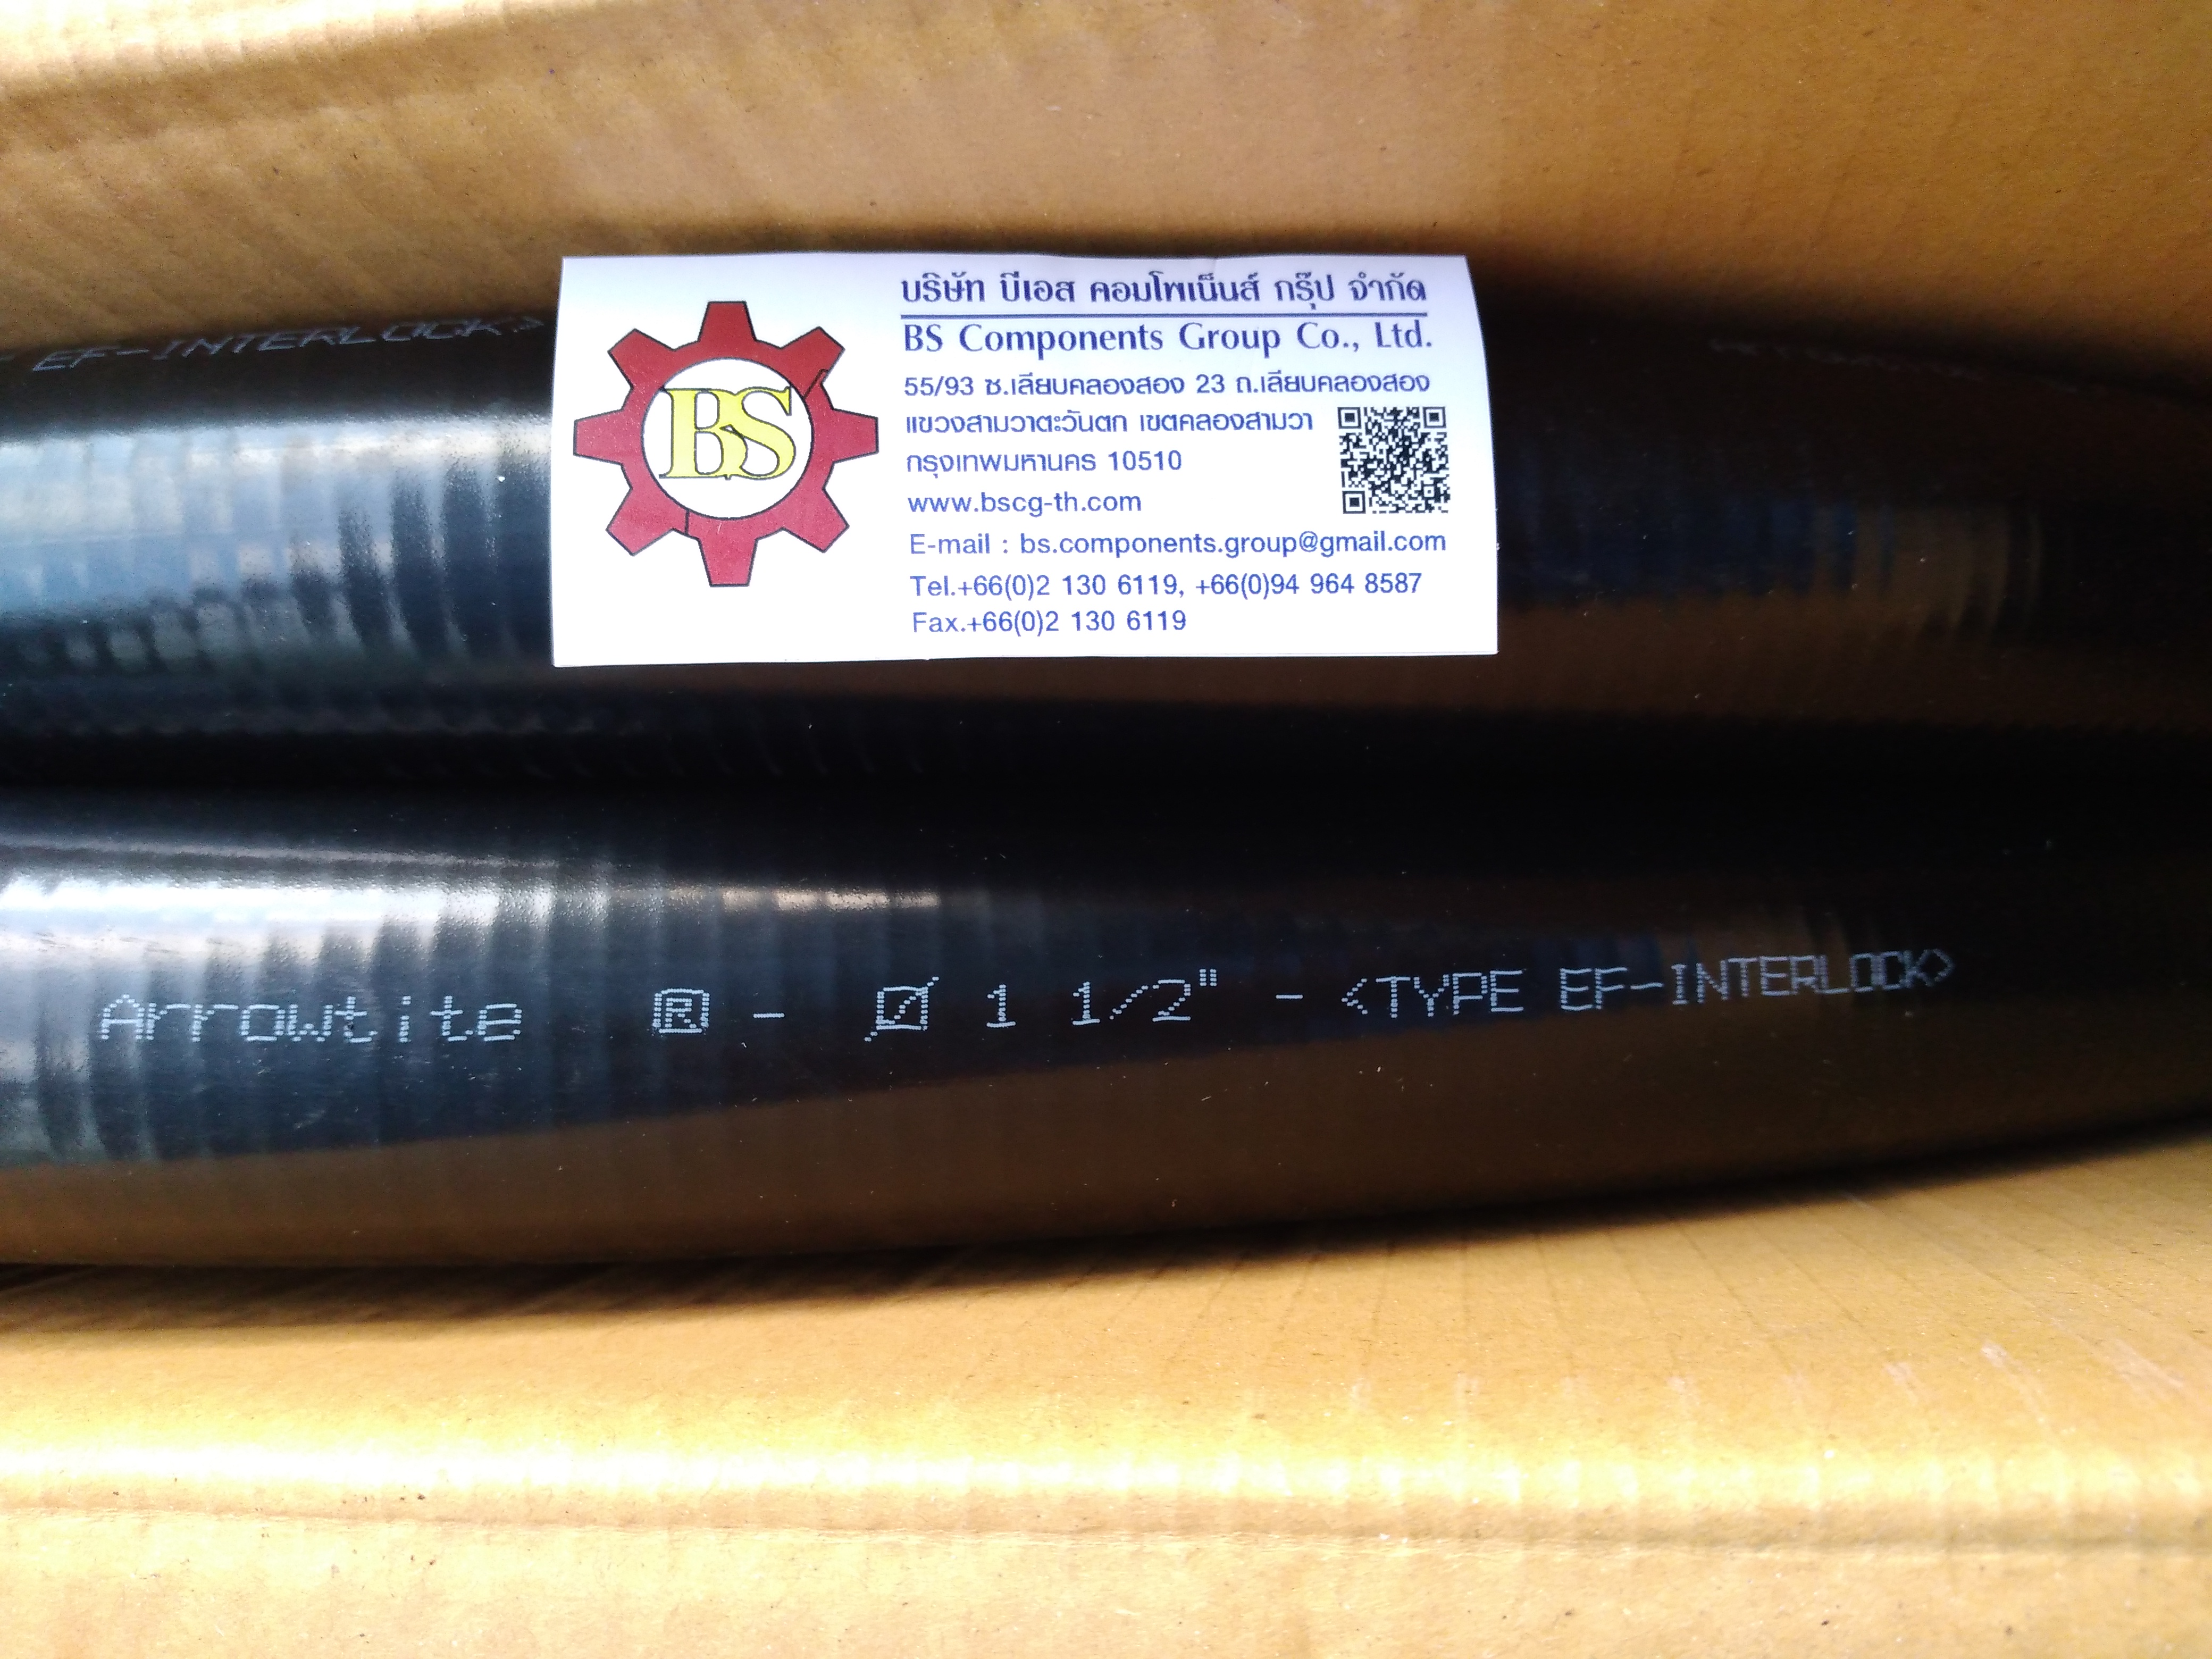 EF-INTERLOCK>
BS
บริษัท บีเอส คอมโพเน็นส์ กรุ๊ป จำกัด
BS Components Group Co., Ltd.
55/93 ซ.เลียบคลองสอง 23 ถ.เลียบคลองสอง
แขวงสามวาตะวันตก เขตคลองสามวา
กรุงเทพมหานคร 10510
www.bscg-th.com
E-mail : bs.components.group@gmail.com
Tel.+66(0)2 130 6119, +66(0)94 964 8587
Fax.+66(0)2 130 6119
Arrowtite ® - Ø 1 1/2" - <TYPE EF-INTERLOCK>